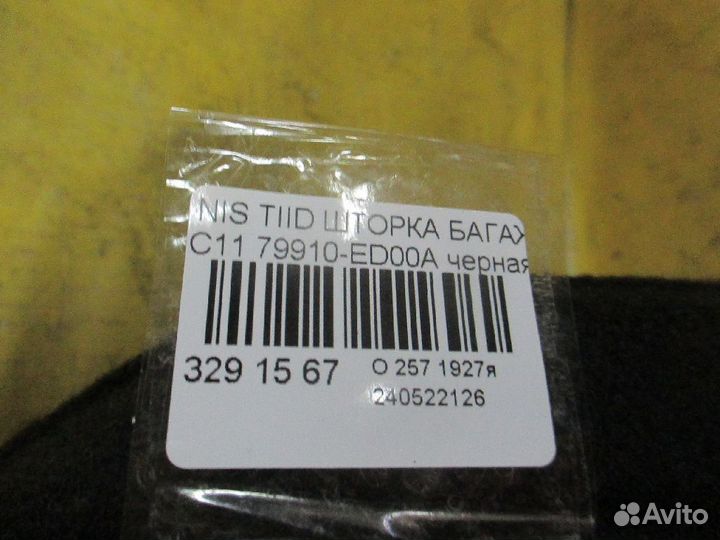 NIS TIID ШТОРКА БАГАЖ
C11 79910-ED00A черная
329 15 67
О 257 1927я
240522126
Avito